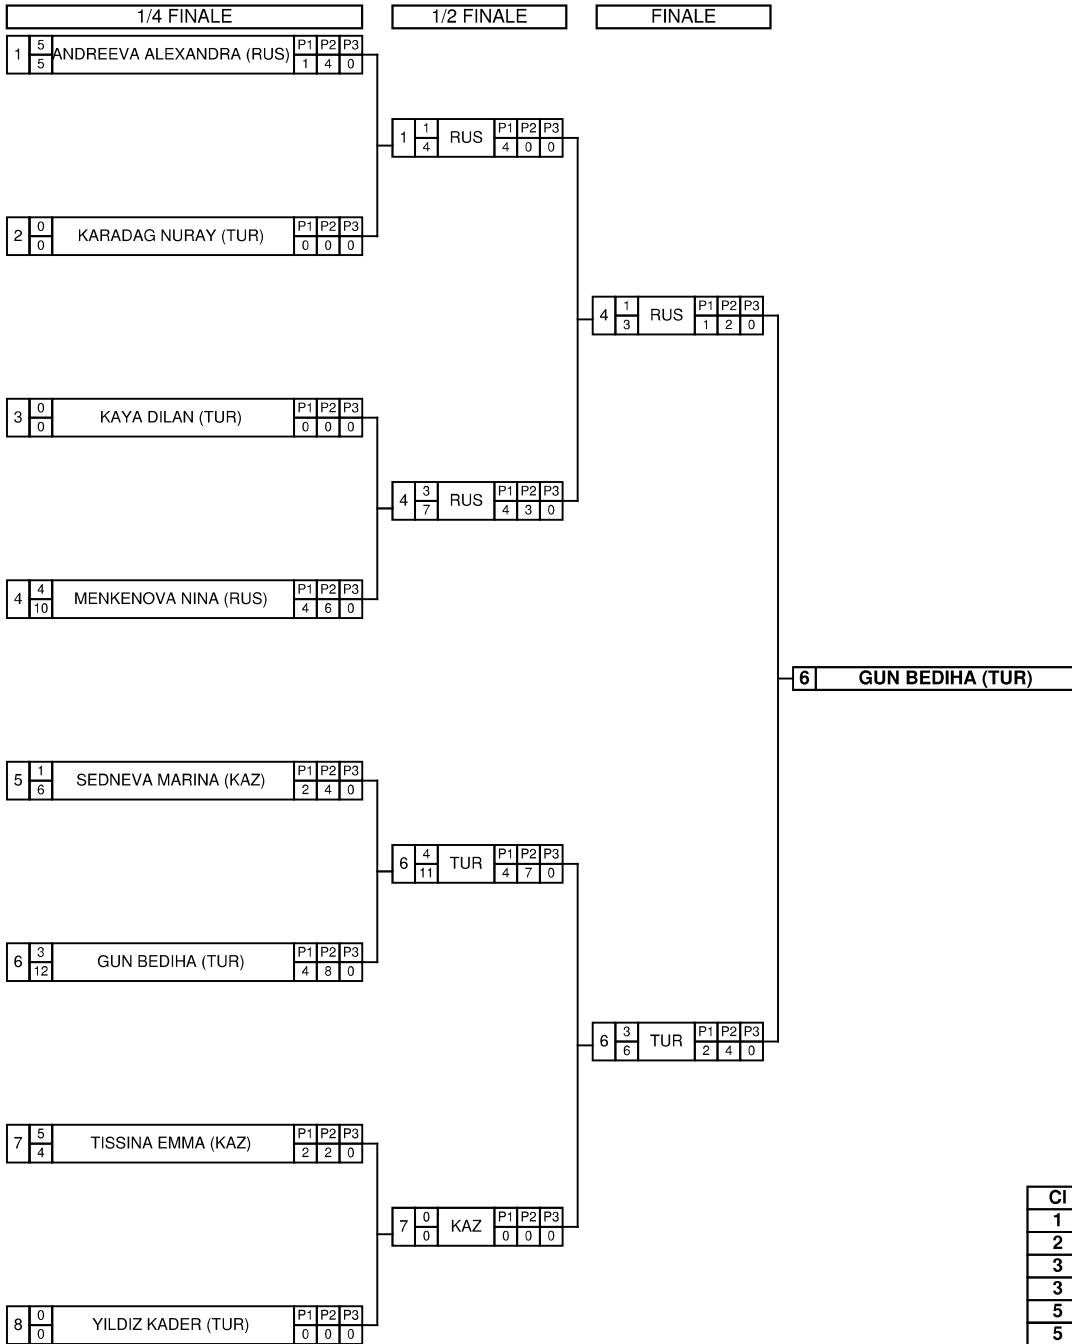 1/4 FINALE 1/2 FINALE FINALE
1 5 5 ANDREEVA ALEXANDRA (RUS) P1 P2 P3 1 4 0
1 1 4 RUS P1 P2 P3 4 0 0
2 0 0 KARADAG NURAY (TUR) P1 P2 P3 0 0 0
4 1 3 RUS P1 P2 P3 1 2 0
3 0 0 KAYA DILAN (TUR) P1 P2 P3 0 0 0
4 3 7 RUS P1 P2 P3 4 3 0
4 4 10 MENKENOVA NINA (RUS) P1 P2 P3 4 6 0
6 GUN BEDIHA (TUR)
5 1 6 SEDNEVA MARINA (KAZ) P1 P2 P3 2 4 0
6 4 11 TUR P1 P2 P3 4 7 0
6 3 12 GUN BEDIHA (TUR) P1 P2 P3 4 8 0
6 3 6 TUR P1 P2 P3 2 4 0
7 5 4 TISSINA EMMA (KAZ) P1 P2 P3 2 2 0
7 0 0 KAZ P1 P2 P3 0 0 0
8 0 0 YILDIZ KADER (TUR) P1 P2 P3 0 0 0
Cl
1
2
3
3
5
5